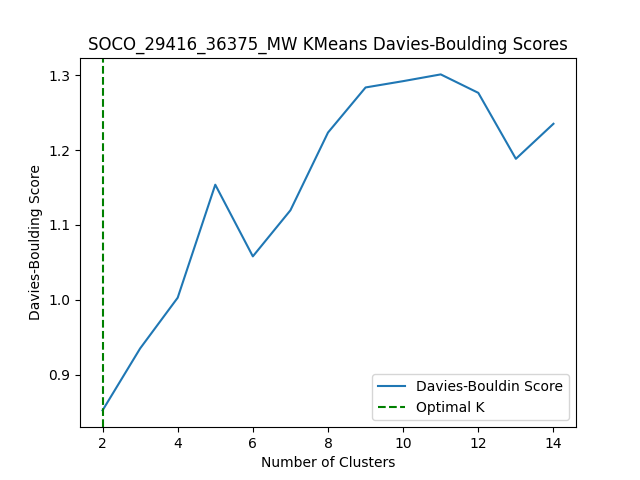 SOCO_29416_36375_MW KMeans Davies-Boulding Scores
Davies-Boulding Score
1.3
1.2
1.1
1.0
0.9
Davies-Bouldin Score
Optimal K
2 4 6 8 10 12 14
Number of Clusters